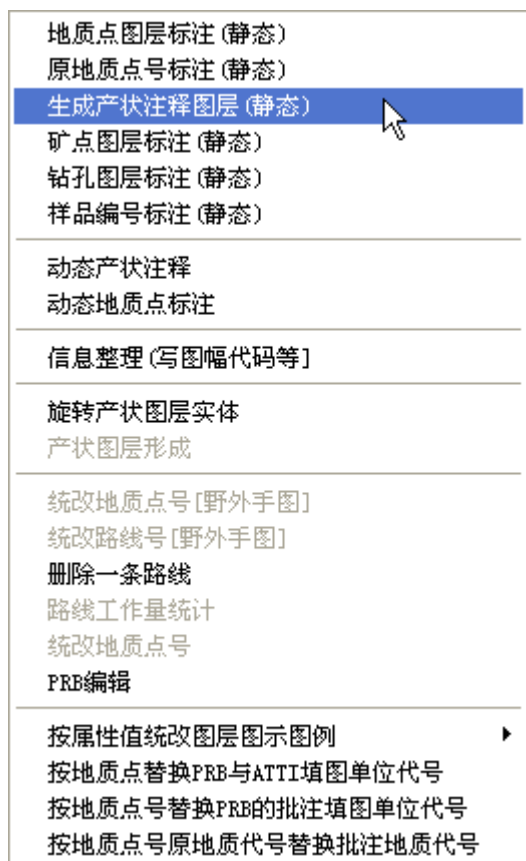 地质点图层标注(静态)
原地质点号标注(静态)
生成产状注释图层(静态)
矿点图层标注(静态)
钻孔图层标注(静态)
样品编号标注(静态)
动态产状注释
动态地质点标注
信息整理(写图幅代码等]
旋转产状图层实体
产状图层形成
统改地质点号[野外手图]
统改路线号[野外手图]
删除一条路线
路线工作量统计
统改地质点号
PRB编辑
按属性值统改图层图示图例
按地质点替换PRB与ATTI填图单位代号
按地质点号替换PRB的批注填图单位代号
按地质点号原地质代号替换批注地质代号